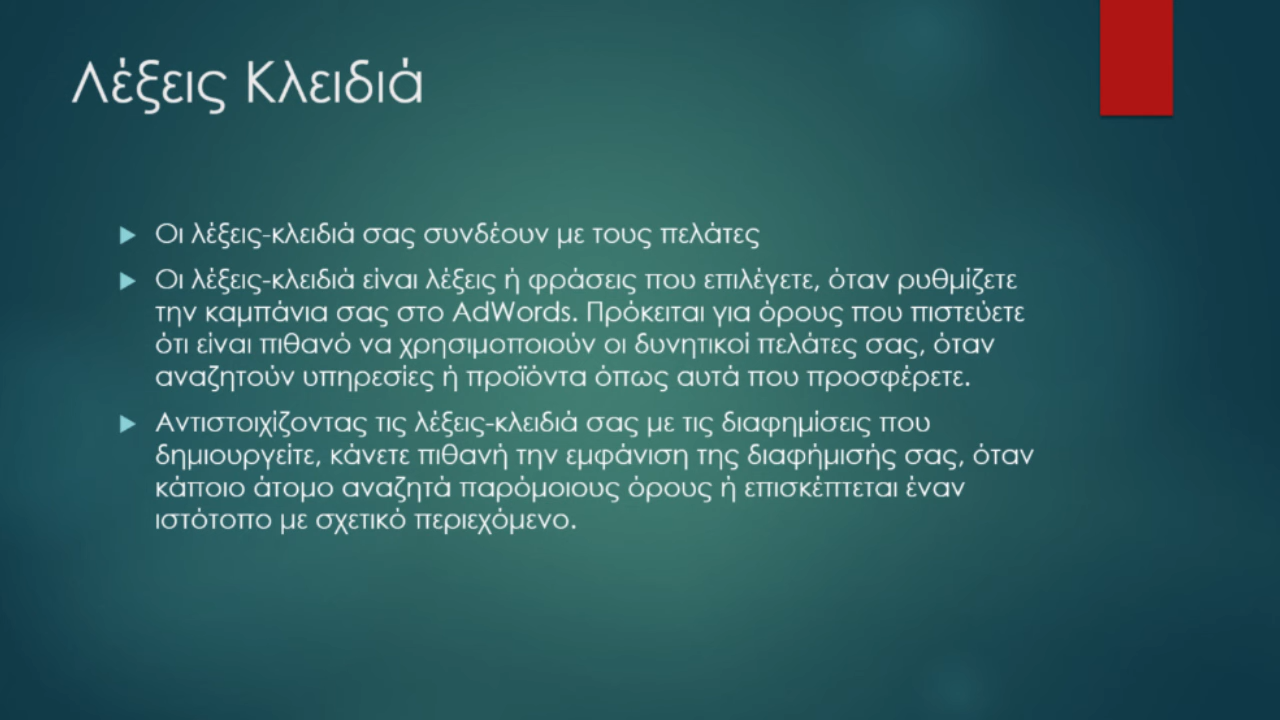 Λέξεις Κλειδιά
Οι λέξεις-κλειδιά σας συνδέουν με τους πελάτες
Οι λέξεις-κλειδιά είναι λέξεις ή φράσεις που επιλέγετε, όταν ρυθμίζετε
την καμπάνια σας στο AdWords. Πρόκειται για όρους που πιστεύετε
ότι είναι πιθανό να χρησιμοποιούν οι δυνητικοί πελάτες σας, όταν
αναζητούν υπηρεσίες ή προϊόντα όπως αυτά που προσφέρετε.
Αντιστοιχίζοντας τις λέξεις-κλειδιά σας με τις διαφημίσεις που
δημιουργείτε, κάνετε πιθανή την εμφάνιση της διαφήμισής σας, όταν
κάποιο άτομο αναζητά παρόμοιους όρους ή επισκέπτεται έναν
ιστότοπο με σχετικό περιεχόμενο.